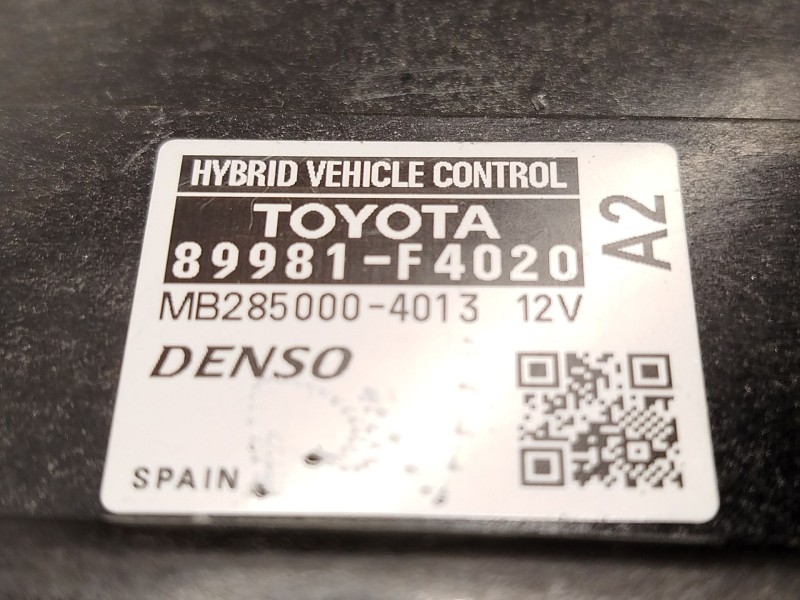 HYBRID VEHICLE CONTROL
TOYOTA
89981-F4020
A2
MB285000-4013 12V
DENSO
SPAIN